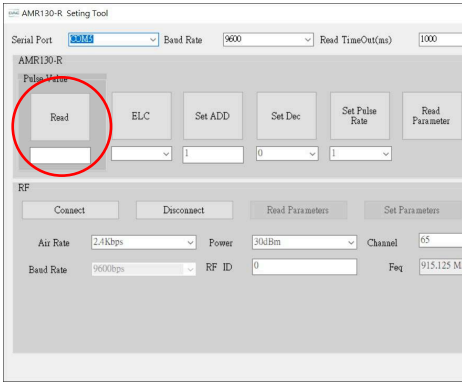 AMR130-R Seting Tool
Serial Port COM5 Baud Rate 9600 Read TimeOut(ms) 1000
AMR130-R
Pulse Value
Read ELC Set ADD Set Dec Set Pulse Rate Read Parameter
1 0 1
RF
Connect Disconnect Read Parameters Set Parameters
Air Rate 2.4Kbps Power 30dBm Channel 65
Baud Rate 9600bps RF ID 0 Feq 915.125 M